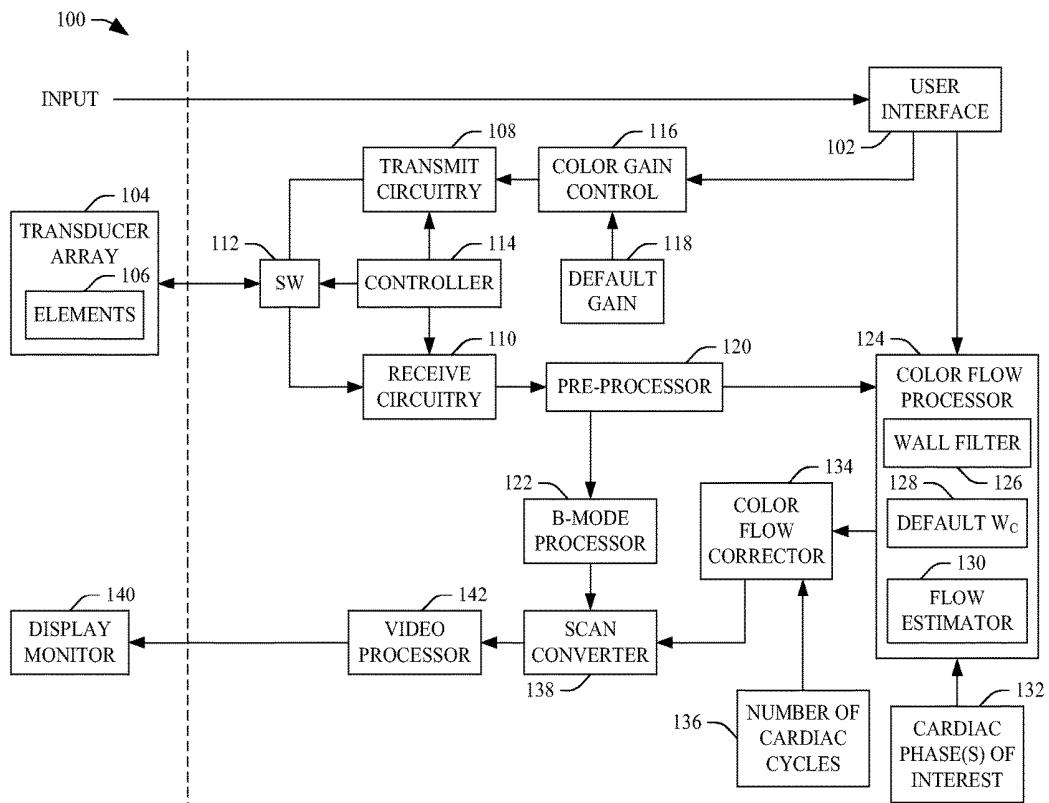 100
INPUT
USER
INTERFACE
102
108
TRANSMIT
CIRCUITRY
116
COLOR GAIN
CONTROL
104
TRANSDUCER
ARRAY
106
ELEMENTS
112
SW
114
CONTROLLER
118
DEFAULT
GAIN
110
RECEIVE
CIRCUITRY
120
PRE-PROCESSOR
124
COLOR FLOW
PROCESSOR
WALL FILTER
126
128
DEFAULT WC
130
FLOW
ESTIMATOR
122
B-MODE
PROCESSOR
134
COLOR
FLOW
CORRECTOR
140
DISPLAY
MONITOR
142
VIDEO
PROCESSOR
SCAN
CONVERTER
138
136
NUMBER OF
CARDIAC
CYCLES
132
CARDIAC
PHASE(S) OF
INTEREST